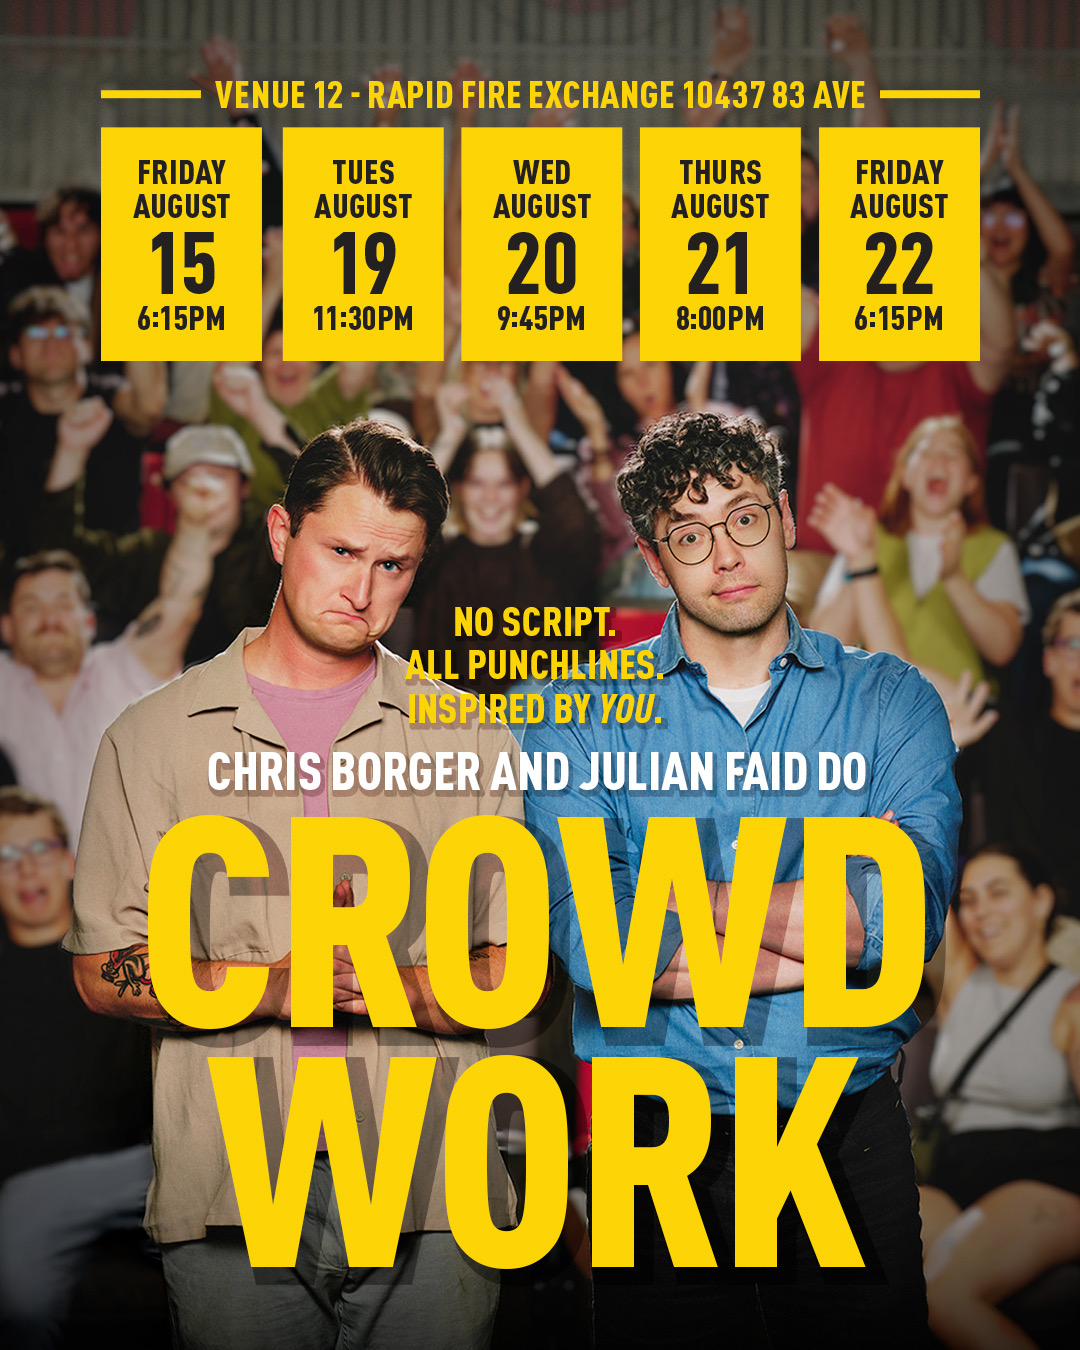 VENUE 12 - RAPID FIRE EXCHANGE 10437 83 AVE
FRIDAY
AUGUST
15
6:15PM
TUES
AUGUST
19
11:30PM
WED
AUGUST
20
9:45PM
THURS
AUGUST
21
8:00PM
FRIDAY
AUGUST
22
6:15PM
NO SCRIPT.
ALL PUNCHLINES.
INSPIRED BY YOU.
CHRIS BORGER AND JULIAN FAID DO
CROWD
WORK